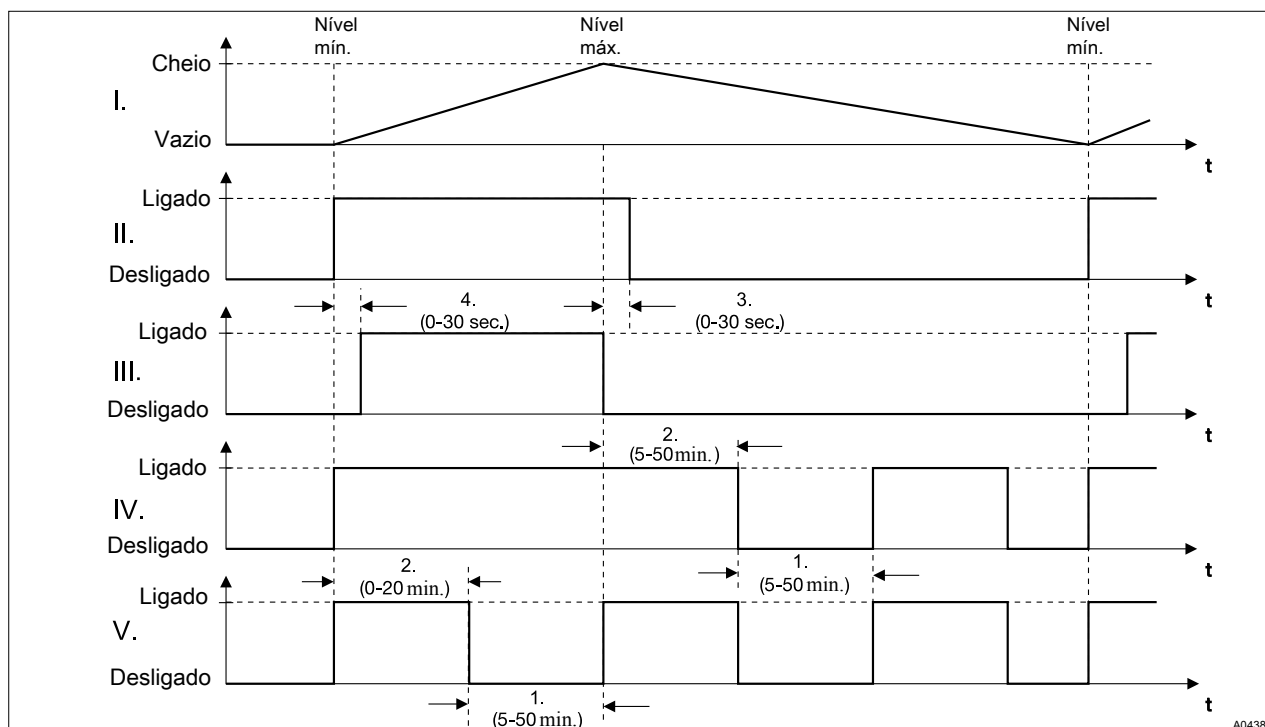 Nível
mín.
Nível
máx.
Nível
mín.
Cheio
I.
Vazio
t
Ligado
II.
Desligado
t
4.
(0-30 sec.)
3.
(0-30 sec.)
Ligado
III.
Desligado
t
2.
(5-50 min.)
Ligado
IV.
Desligado
t
2.
(0-20 min.)
1.
(5-50 min.)
Ligado
V.
Desligado
t
1.
(5-50 min.)
A0438